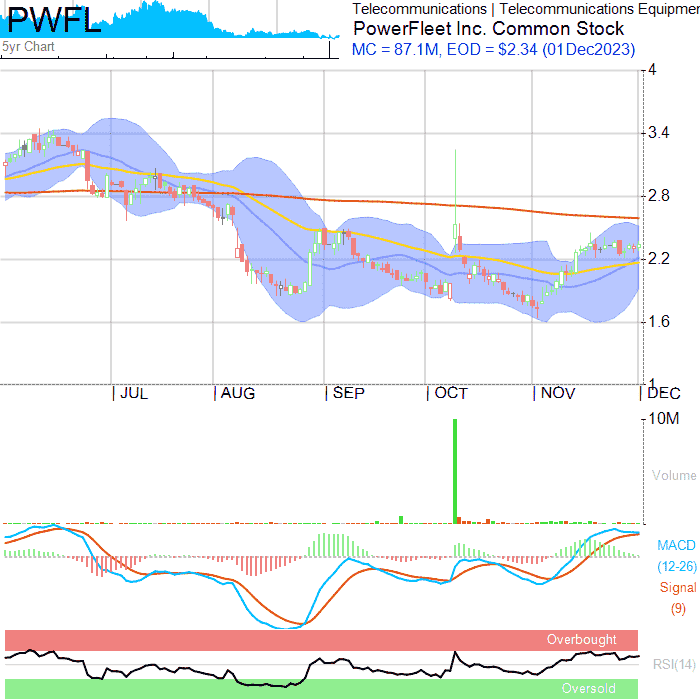 PWFL
5yr Chart
Telecommunications | Telecommunications Equipmen
PowerFleet Inc. Common Stock
MC = 87.1M, EOD = $2.34 (01Dec2023)
4
3.4
2.8
2.2
1.6
1
JUL AUG SEP OCT NOV DEC
10M
Volume
MACD
(12-26)
Signal
(9)
Overbought
RSI(14)
Oversold